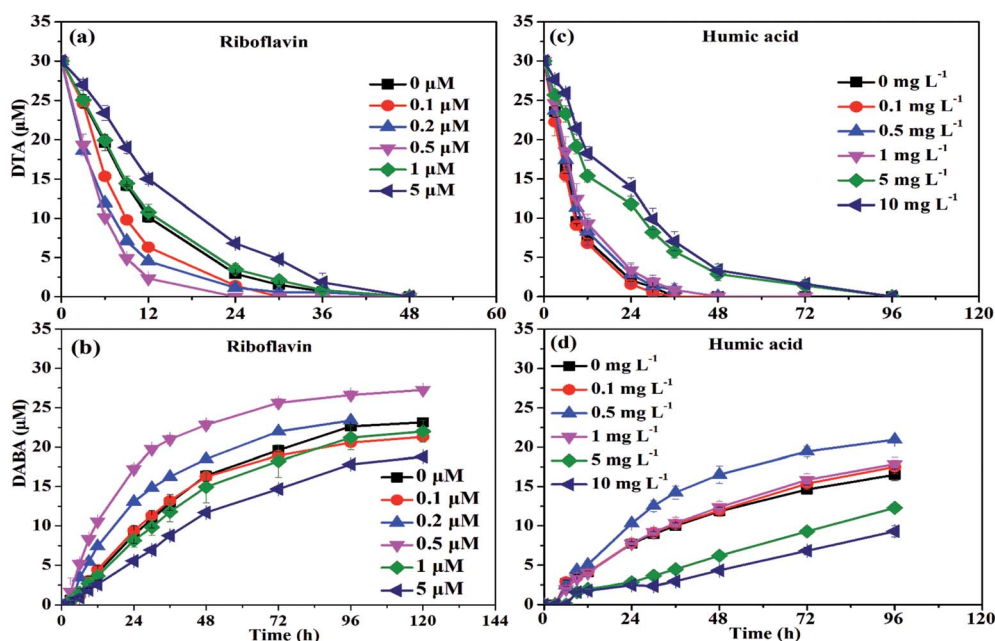 (a)
Riboflavin
DTA (µM)
35
30
25
20
15
10
5
0
0 µM
0.1 µM
0.2 µM
0.5 µM
1 µM
5 µM
0 12 24 36 48 60
(c)
Humic acid
35
30
25
20
15
10
5
0
0 mg L-1
0.1 mg L-1
0.5 mg L-1
1 mg L-1
5 mg L-1
10 mg L-1
0 24 48 72 96 120
(b)
Riboflavin
DABA (µM)
35
30
25
20
15
10
5
0
0 µM
0.1 µM
0.2 µM
0.5 µM
1 µM
5 µM
0 24 48 72 96 120 144
Time (h)
(d)
Humic acid
35
30
25
20
15
10
5
0
0 mg L-1
0.1 mg L-1
0.5 mg L-1
1 mg L-1
5 mg L-1
10 mg L-1
0 24 48 72 96 120
Time (h)